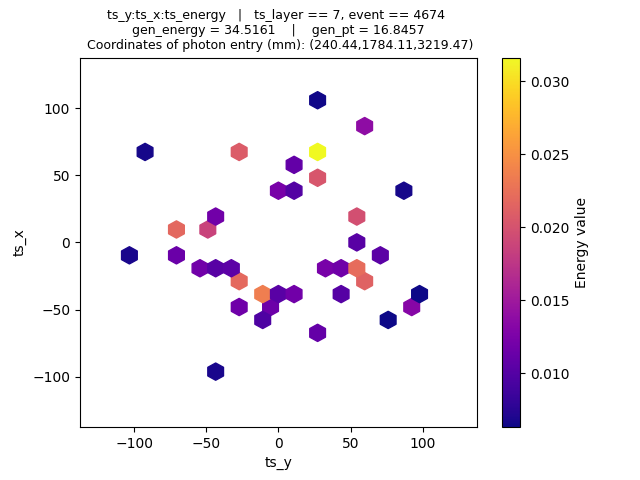 ts_y:ts_x:ts_energy | ts_layer == 7, event == 4674
gen_energy = 34.5161 | gen_pt = 16.8457
Coordinates of photon entry (mm): (240.44,1784.11,3219.47)
ts_x
100
50
0
−50
−100
−100
−50
0
50
100
ts_y
0.030
0.025
0.020
0.015
0.010
Energy value